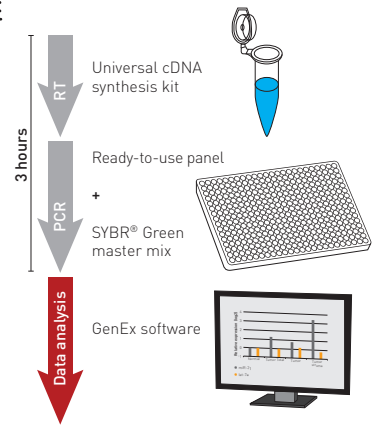 3 hours
RT
Universal cDNA
synthesis kit
PCR
Ready-to-use panel
+
SYBR® Green
master mix
Data analysis
GenEx software